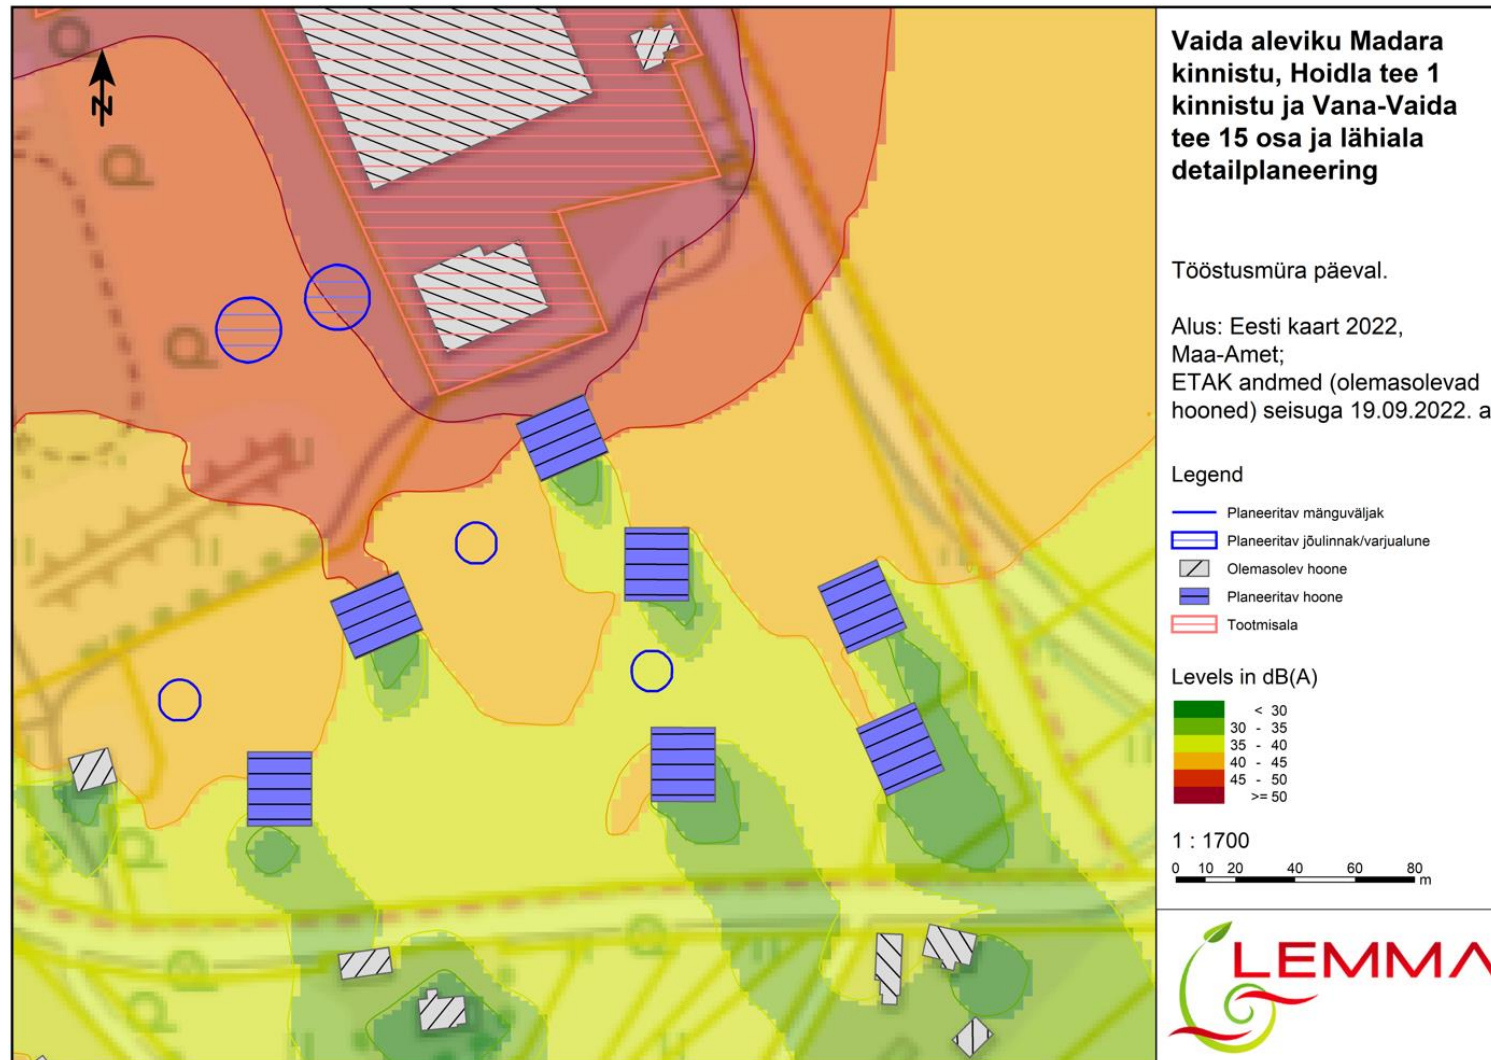 Vaida aleviku Madara
kinnistu, Hoidla tee 1
kinnistu ja Vana-Vaida
tee 15 osa ja lähiala
detailplaneering
N
Tööstusmüra päeval.
Alus: Eesti kaart 2022,
Maa-Amet;
ETAK andmed (olemasolevad
hooned) seisuga 19.09.2022. a
Legend
Planeeritav mänguväljak
Planeeritav jõulinnak/varjualune
Olemasolev hoone
Planeeritav hoone
Tootmisala
Levels in dB(A)
< 30
30 - 35
35 - 40
40 - 45
45 - 50
>= 50
1 : 1700
0 10 20 40 60 80
m
LEMMA